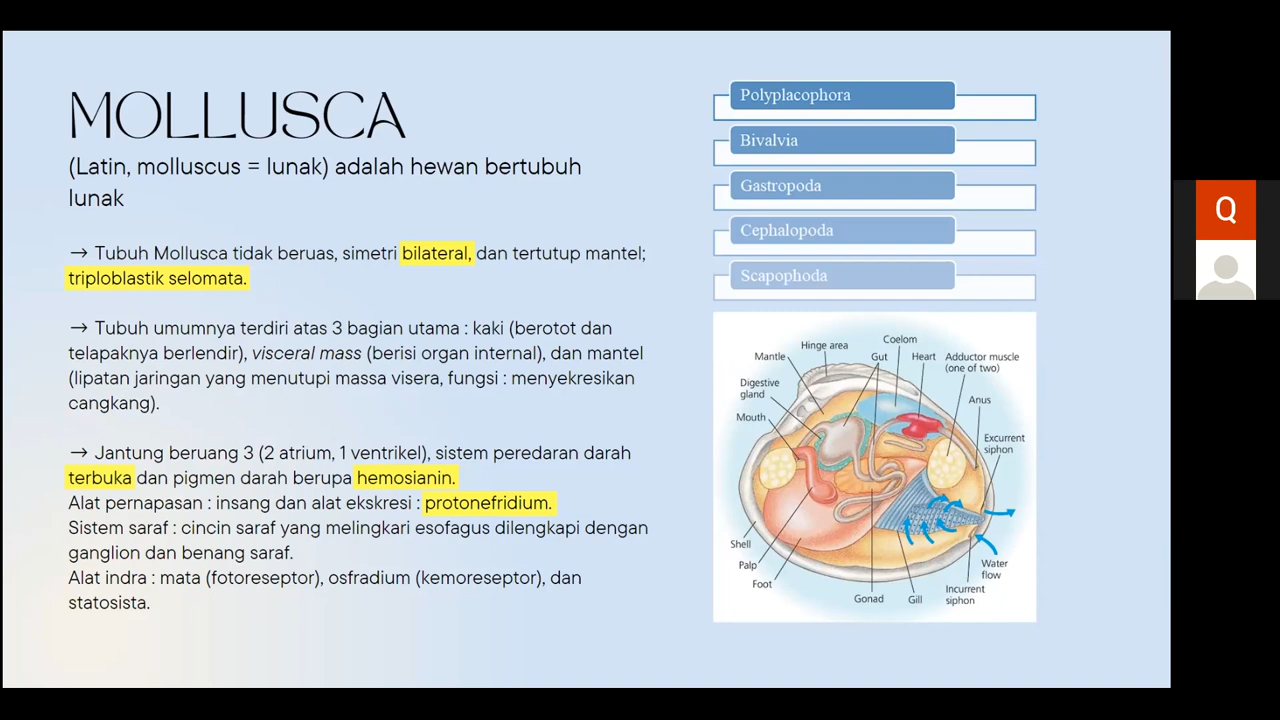 MOLLUSCA
(Latin, molluscus = lunak) adalah hewan bertubuh
lunak
→ Tubuh Mollusca tidak beruas, simetri bilateral, dan tertutup mantel;
triploblastik selomata.
→ Tubuh umumnya terdiri atas 3 bagian utama : kaki (berotot dan
telapaknya berlendir), visceral mass (berisi organ internal), dan mantel
(lipatan jaringan yang menutupi massa visera, fungsi : menyekresikan
cangkang).
→ Jantung beruang 3 (2 atrium, 1 ventrikel), sistem peredaran darah
terbuka dan pigmen darah berupa hemosianin.
Alat pernapasan : insang dan alat ekskresi : protonefridium.
Sistem saraf : cincin saraf yang melingkari esofagus dilengkapi dengan
ganglion dan benang saraf.
Alat indra : mata (fotoreseptor), osfradium (kemoreseptor), dan
statosista.
Polyplacophora
Bivalvia
Gastropoda
Cephalopoda
Scapophoda
Hinge area
Coelom
Mantle
Gut
Heart
Adductor muscle
(one of two)
Digestive
gland
Anus
Mouth
Excurrent
siphon
Shell
Palp
Foot
Water
flow
Gonad
Gill
Incurrent
siphon
Q